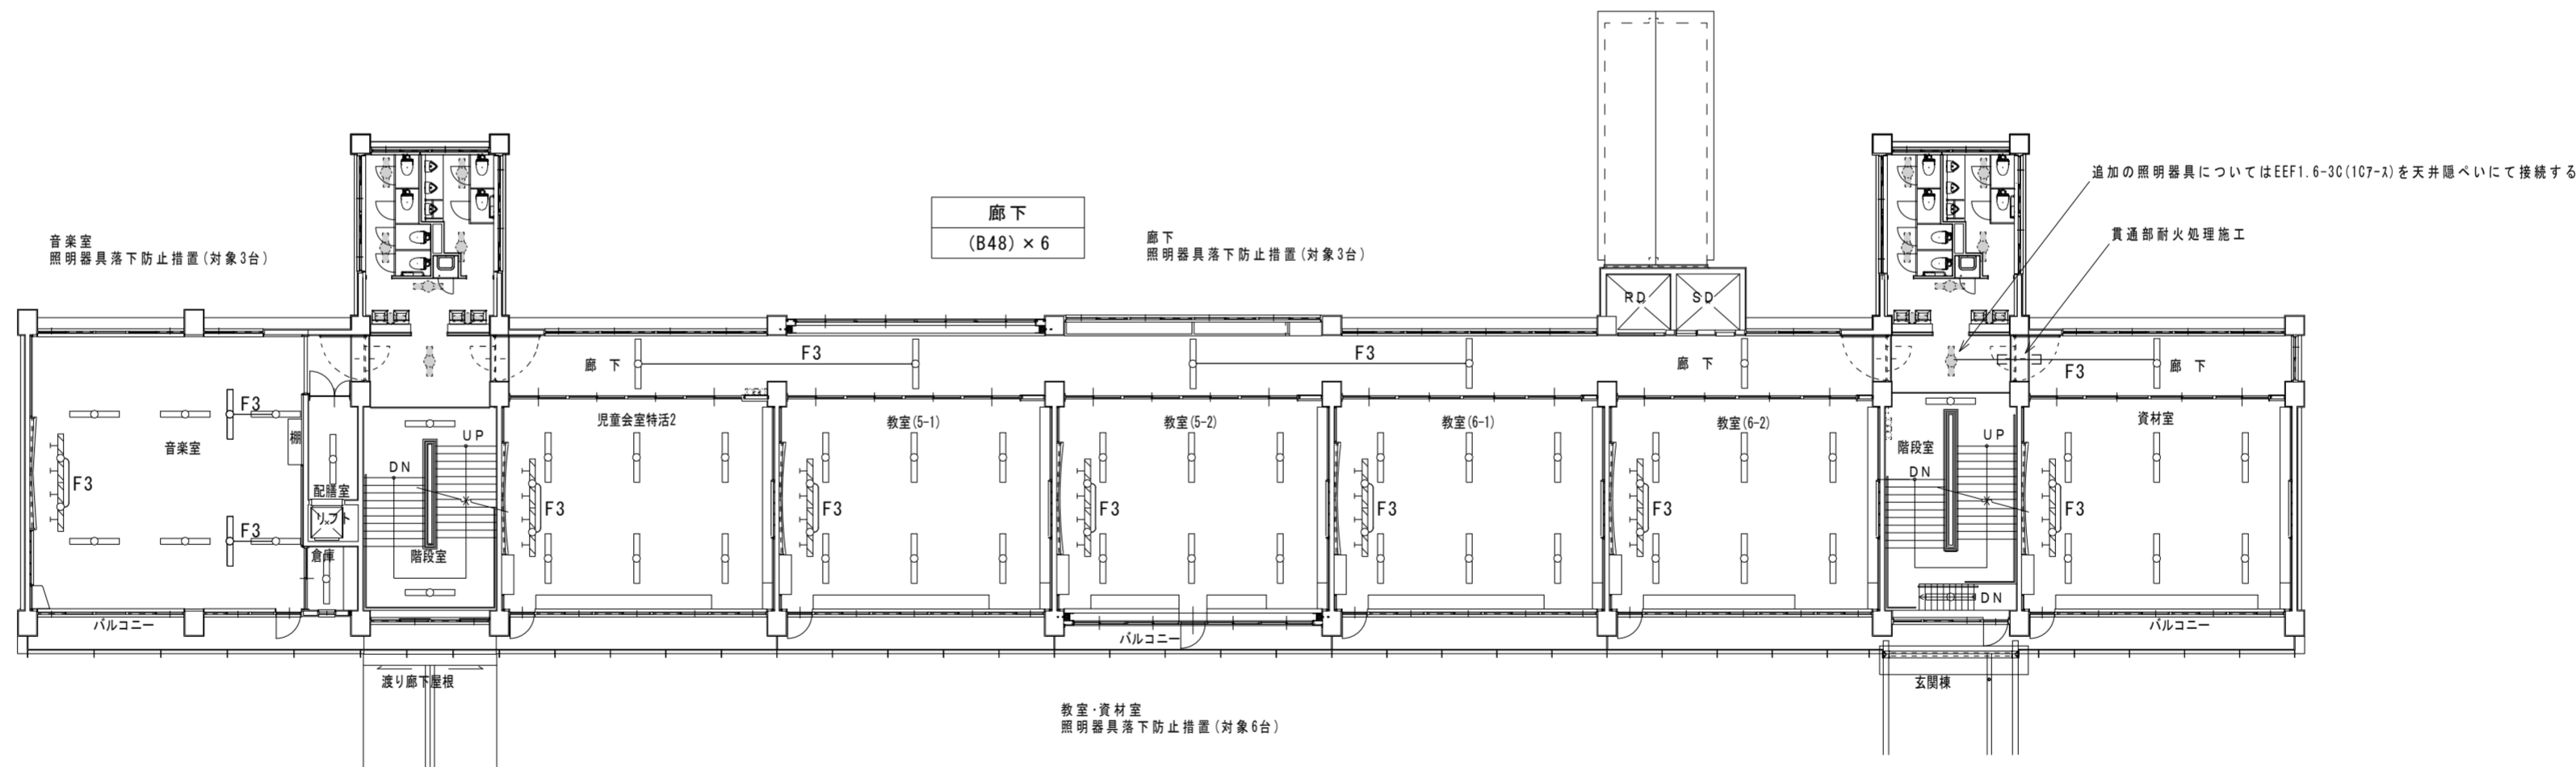 追加の照明器具についてはEEF1.6-3C(1Cｱｰｽ)を天井隠ぺいにて接続する
貫通部耐火処理施工
音楽室
照明器具落下防止措置(対象3台)
廊下
(B48)×6
廊下
照明器具落下防止措置(対象3台)
RD
SD
廊下
F3
F3
廊下
F3
廊下
F3
音楽室
F3
F3
棚
配膳室
リフト
倉庫
UP
DN
階段室
児童会室特活2
F3
教室(5-1)
F3
教室(5-2)
F3
教室(6-1)
F3
教室(6-2)
F3
階段室
UP
DN
DN
資材室
F3
バルコニー
バルコニー
バルコニー
渡り廊下屋根
玄関棟
教室・資材室
照明器具落下防止措置(対象6台)